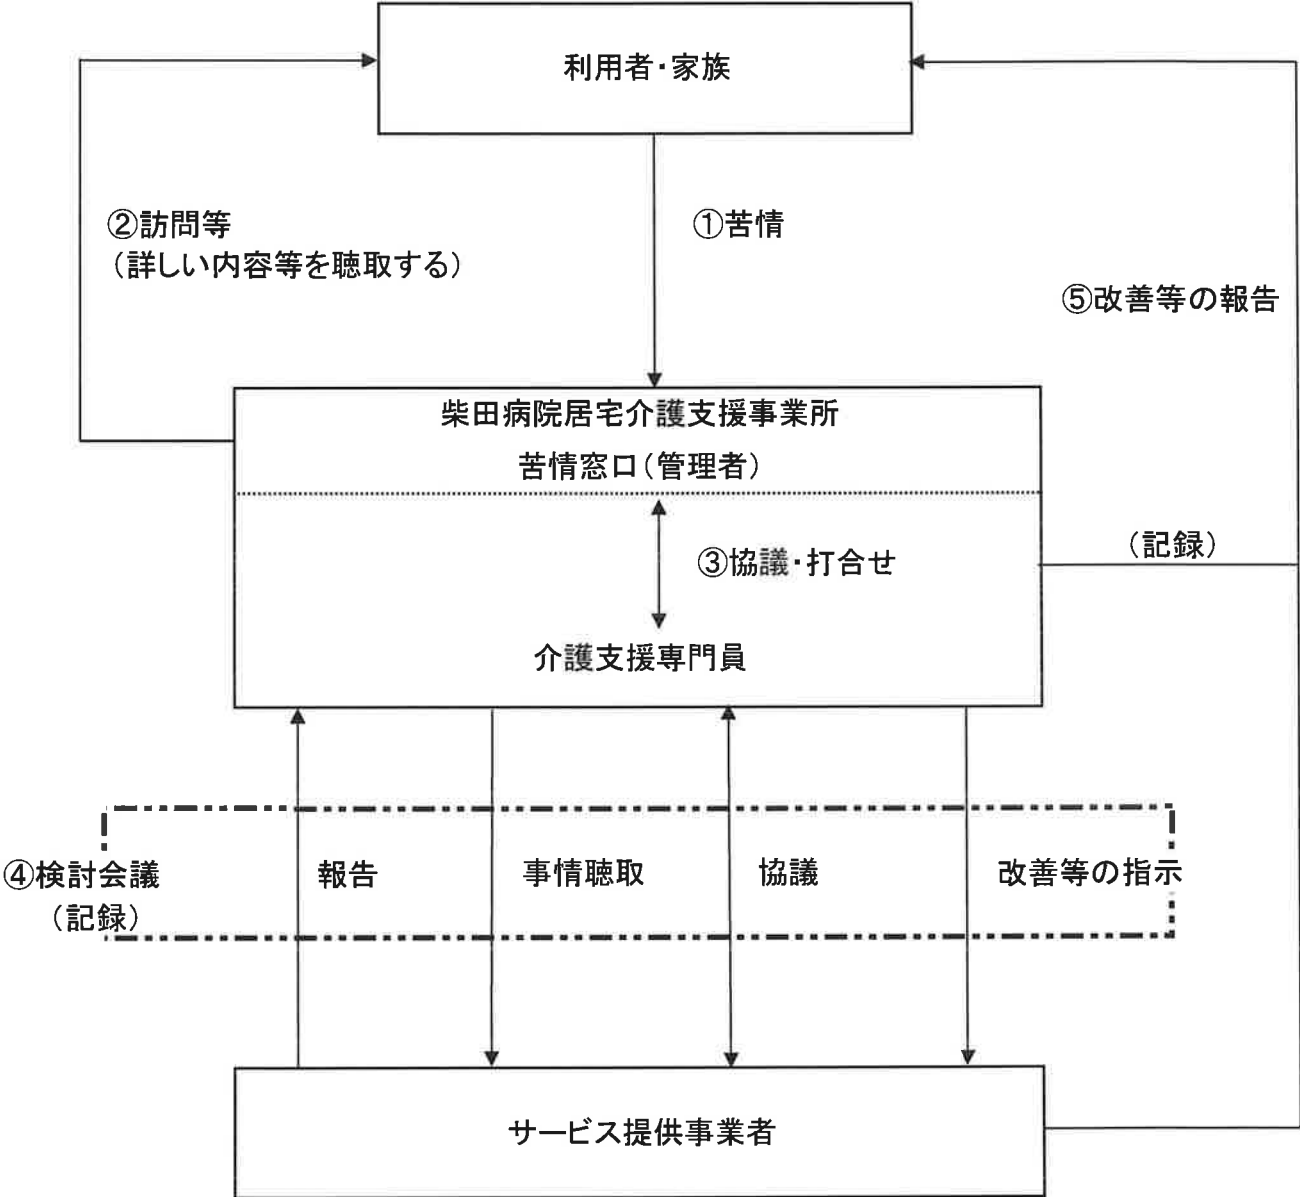 利用者・家族
②訪問等
（詳しい内容等を聴取する）
①苦情
⑤改善等の報告
柴田病院居宅介護支援事業所
苦情窓口（管理者）
③協議・打合せ
（記録）
介護支援専門員
④検討会議
（記録）
報告
事情聴取
協議
改善等の指示
サービス提供事業者